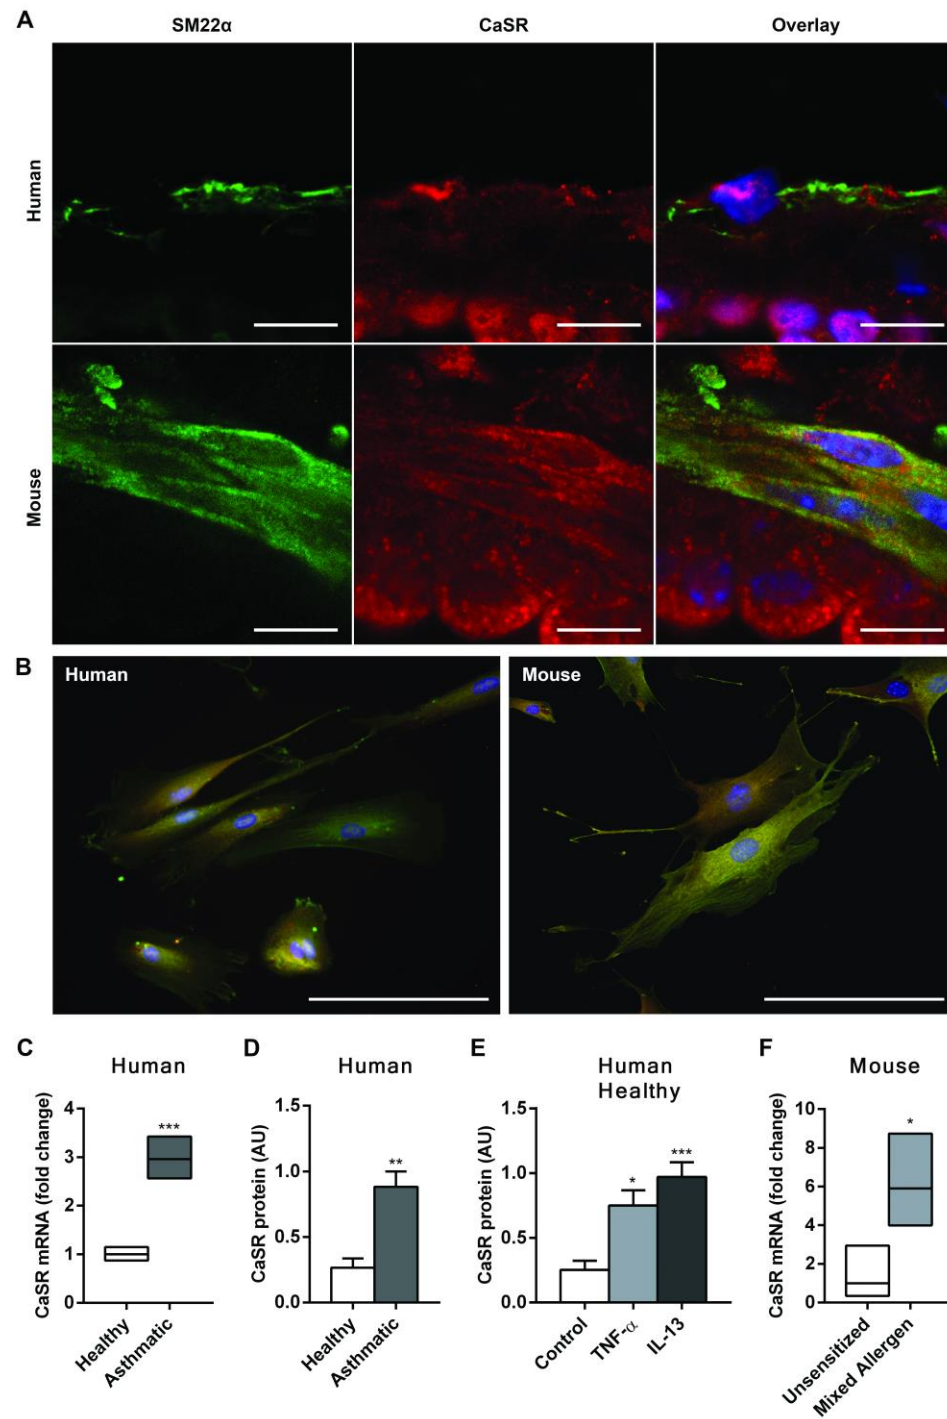 A
SM22α
CaSR
Overlay
Human
Mouse
B
Human
Mouse
C
Human
CaSR mRNA (fold change)
4
3
2
1
0
***
Healthy
Asthmatic
D
Human
CaSR protein (AU)
1.5
1.0
0.5
0.0
**
Healthy
Asthmatic
E
Human
Healthy
CaSR protein (AU)
1.5
1.0
0.5
0.0
*
***
Control
TNF-α
IL-13
F
Mouse
CaSR mRNA (fold change)
10
8
6
4
2
0
*
Unsensitized
Mixed Allergen